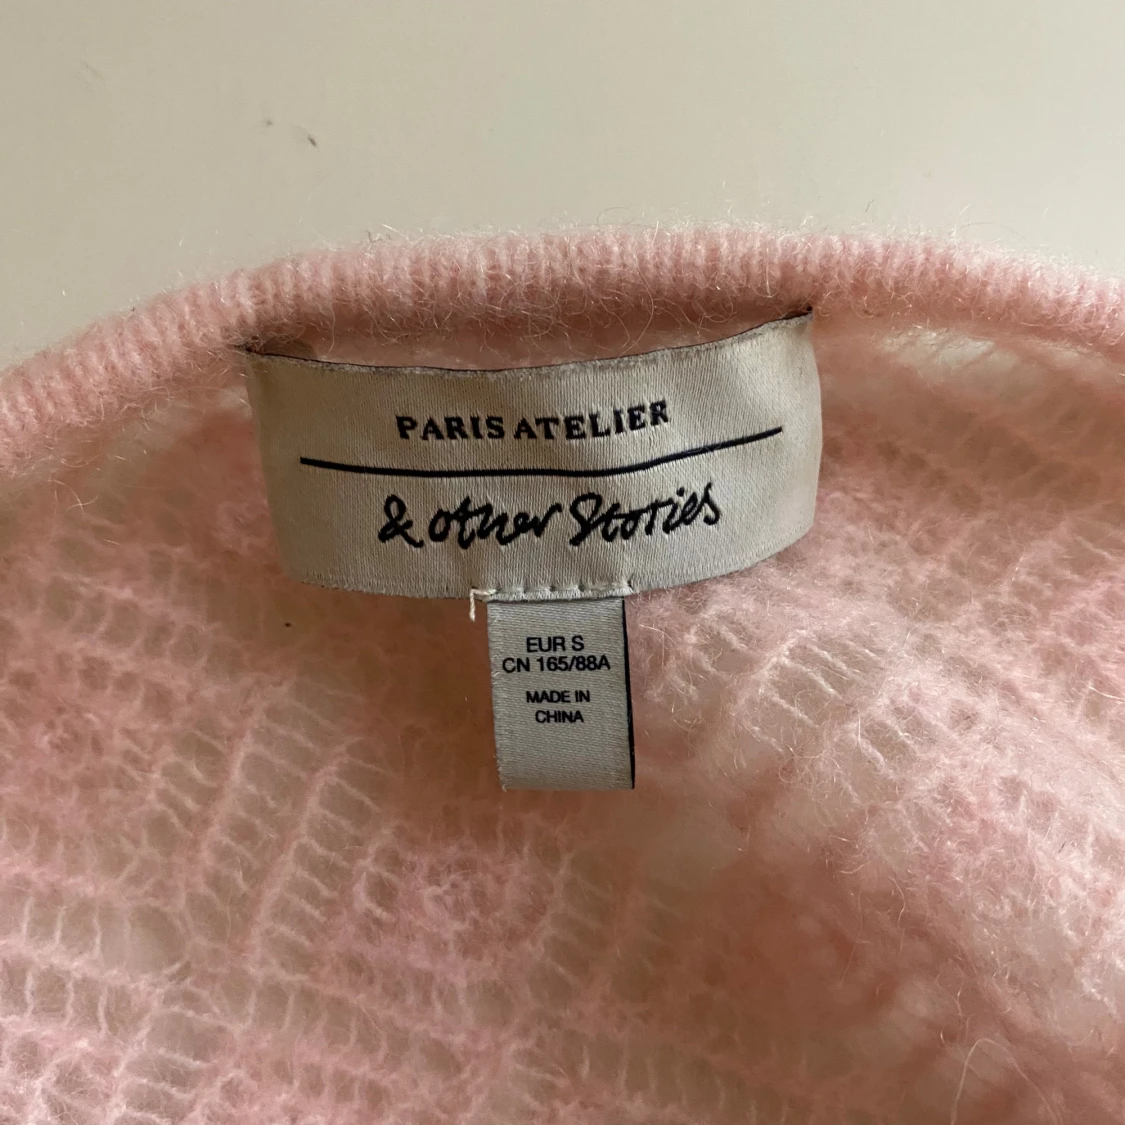 PARIS ATELIER
& other Stories
EUR S
CN 165/88A
MADE IN
CHINA